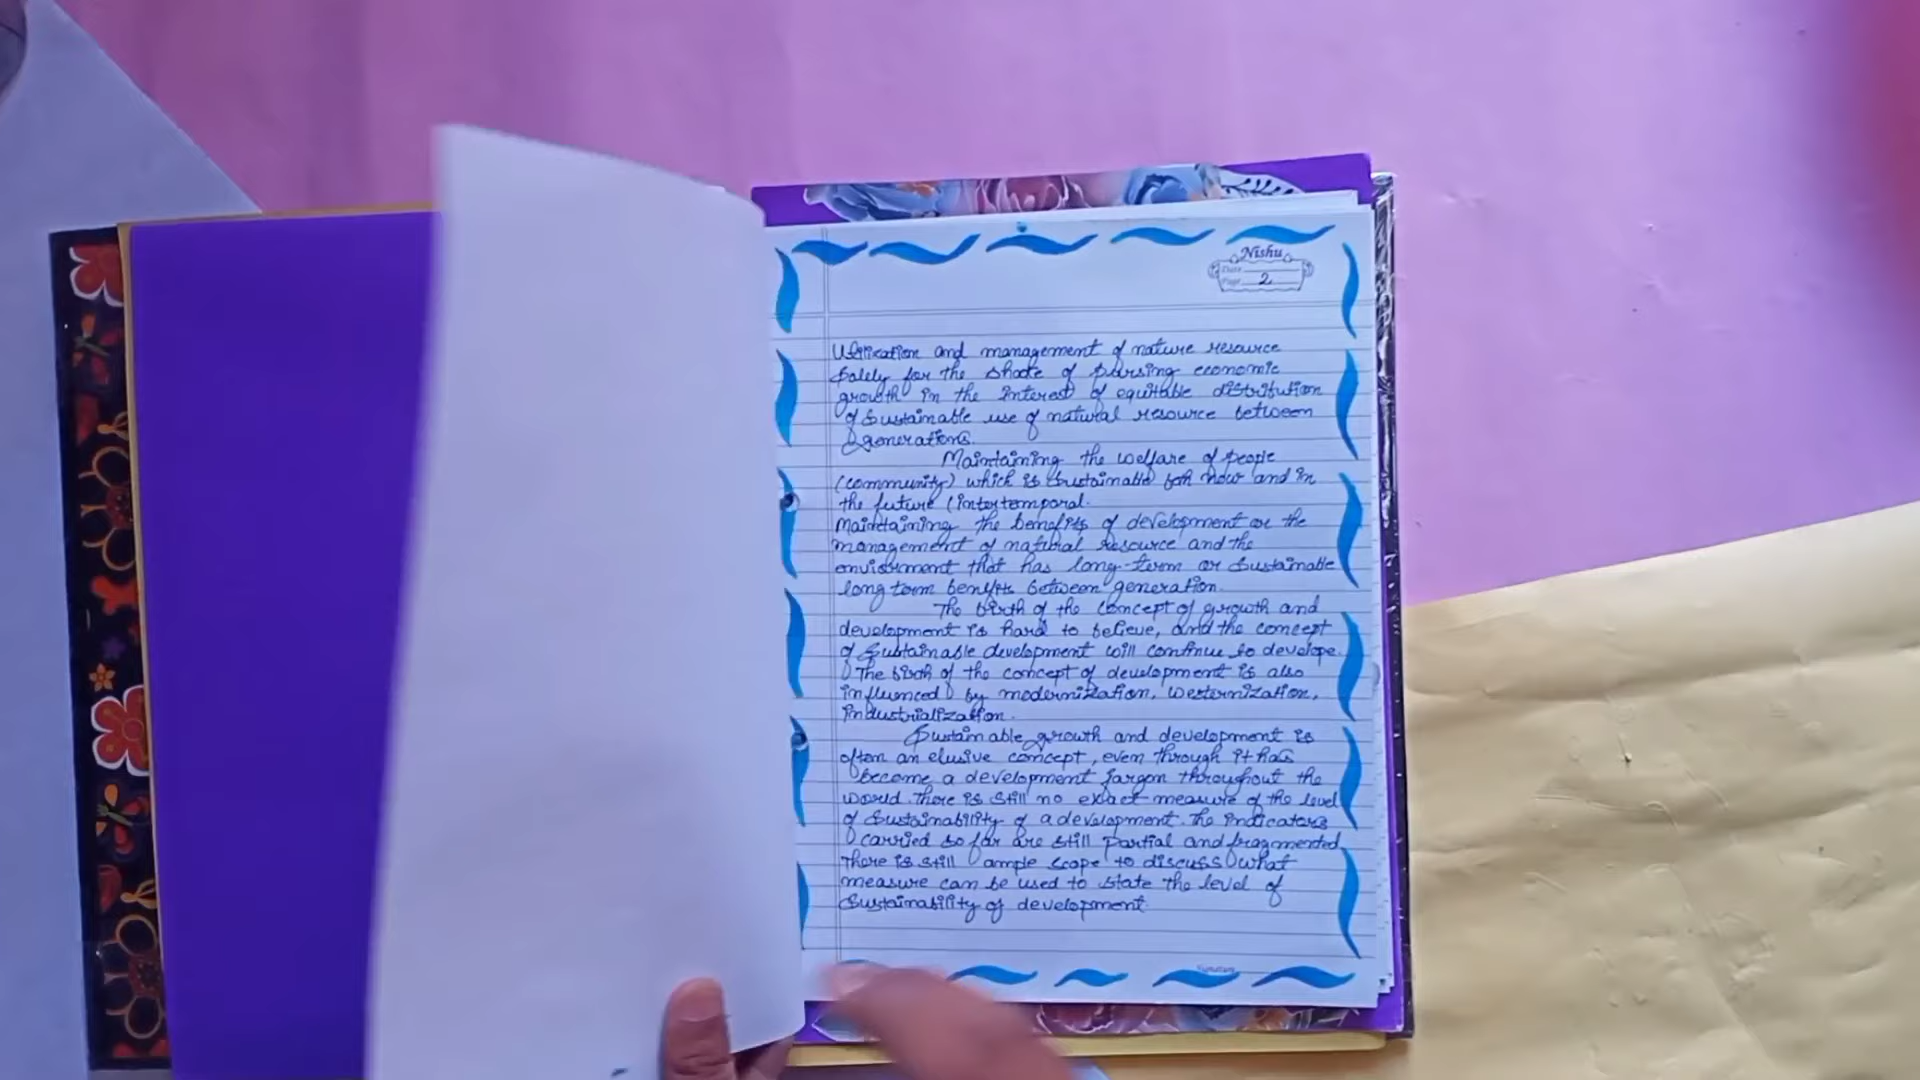 Nishu
Date
Page 2
Utilization and management of nature resource
Solely for the shake of pursing economic
growth in the interest of equitable distribution
of Sustainable use of natural resource between
generations.
Maintaining the welfare of people
(community) which is sustainable both now and in
the future (intertemporal.
Maintaining the benefits of development or the
management of natural resource and the
enviorment that has long-term or Sustainable
long term benifits between generation.
The birth of the concept of growth and
development is hard to believe, and the concept
of Sustainable development will continue to develope.
The birth of the concept of development is also
influenced by modernization, westernization,
industrialization.
Sustainable growth and development is
often an elusive concept, even through it has
become a development jargon throughout the
world. There is still no exact measure of the level
of Sustainability of a development. The indicators
carried so far are still partial and fragmented
there is still ample scope to discuss what
measure can be used to state the level of
Sustainability of development
Signature